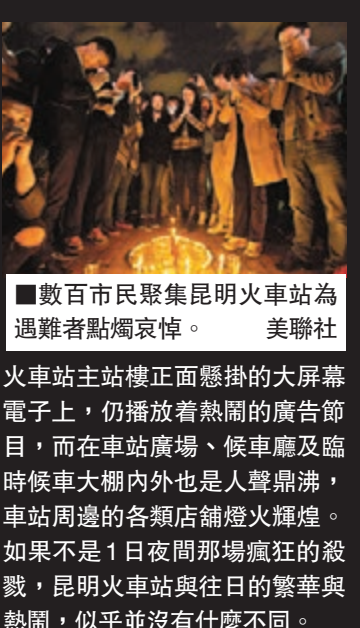 ■數百市民聚集昆明火車站為
遇難者點燭哀悼。 美聯社
火車站主站樓正面懸掛的大屏幕
電子上，仍播放着熱鬧的廣告節
目，而在車站廣場、候車廳及臨
時候車大棚內外也是人聲鼎沸，
車站周邊的各類店舖燈火輝煌。
如果不是1日夜間那場瘋狂的殺
戮，昆明火車站與往日的繁華與
熱鬧，似乎並沒有什麼不同。